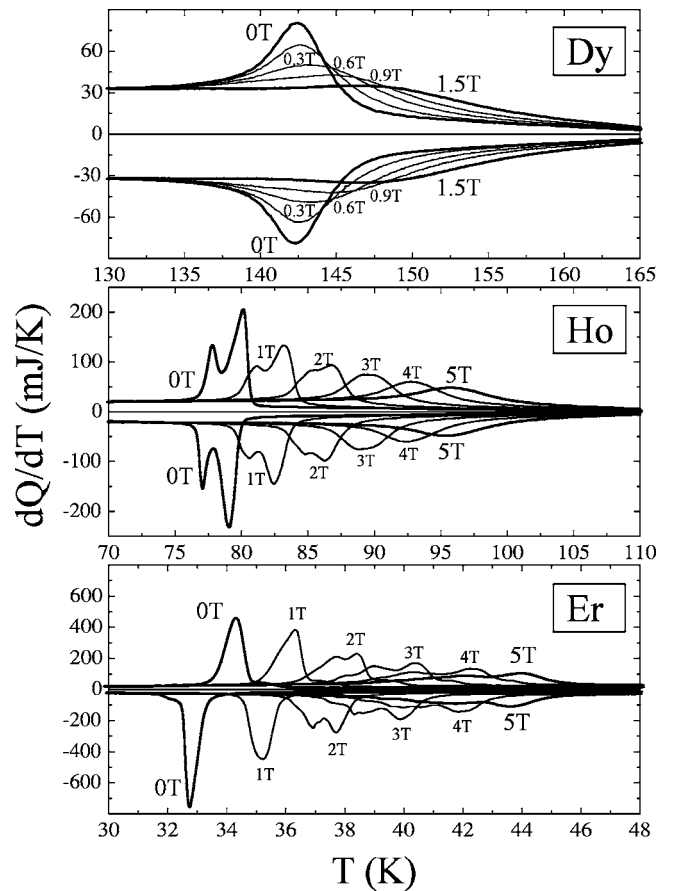 60
30
0
-30
-60
0T
0.3T
0.6T
0.9T
1.5T
Dy
0.3T
0.6T
0.9T
1.5T
0T
130 135 140 145 150 155 160 165
dQ/dT (mJ/K)
200
100
0
-100
-200
0T
1T
2T
3T
4T
5T
Ho
0T
1T
2T
3T
4T
5T
70 75 80 85 90 95 100 105 110
600
400
200
0
-200
-400
-600
0T
1T
2T
3T
4T
5T
Er
0T
1T
2T
3T
4T
5T
30 32 34 36 38 40 42 44 46 48
T (K)